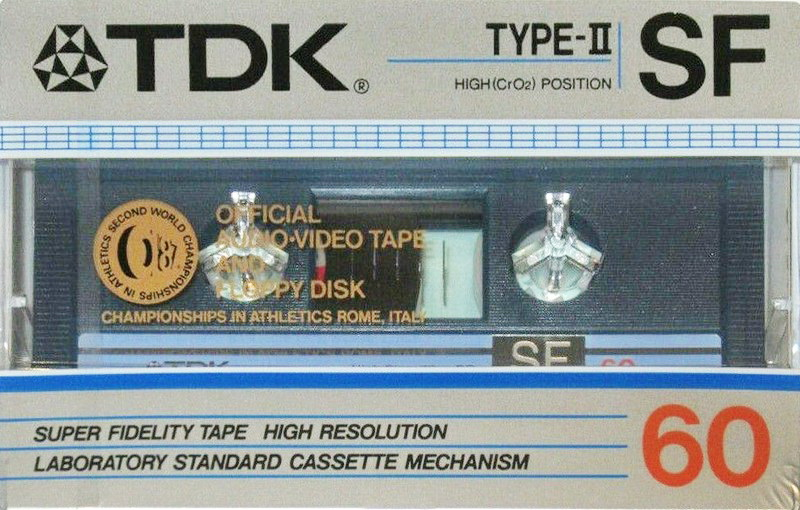 TDK®
TYPE-II
HIGH (CrO2) POSITION
SF
SECOND WORLD CHAMPIONSHIPS IN ATHLETICS
87
OFFICIAL
AUDIO•VIDEO TAPE
AND
FLOPPY DISK
CHAMPIONSHIPS IN ATHLETICS ROME, ITALY
TDK
SF
60
SUPER FIDELITY TAPE HIGH RESOLUTION
LABORATORY STANDARD CASSETTE MECHANISM
60